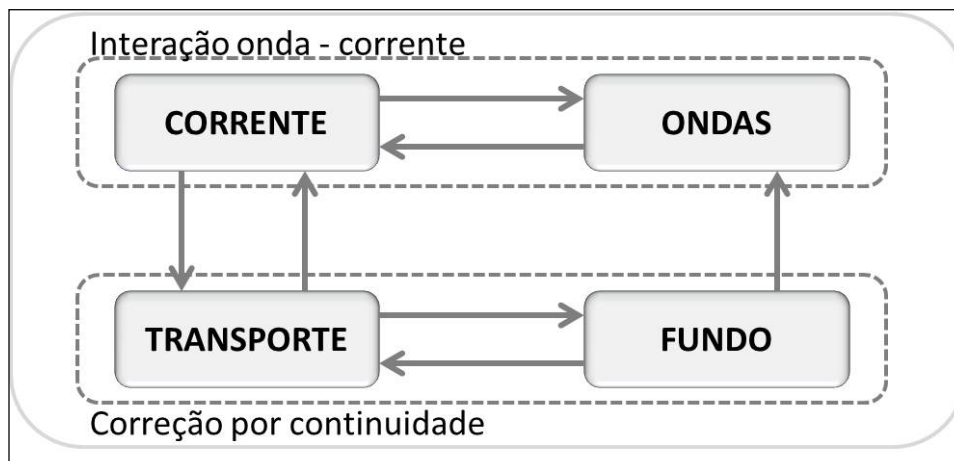 Interação onda - corrente
CORRENTE
ONDAS
TRANSPORTE
FUNDO
Correção por continuidade